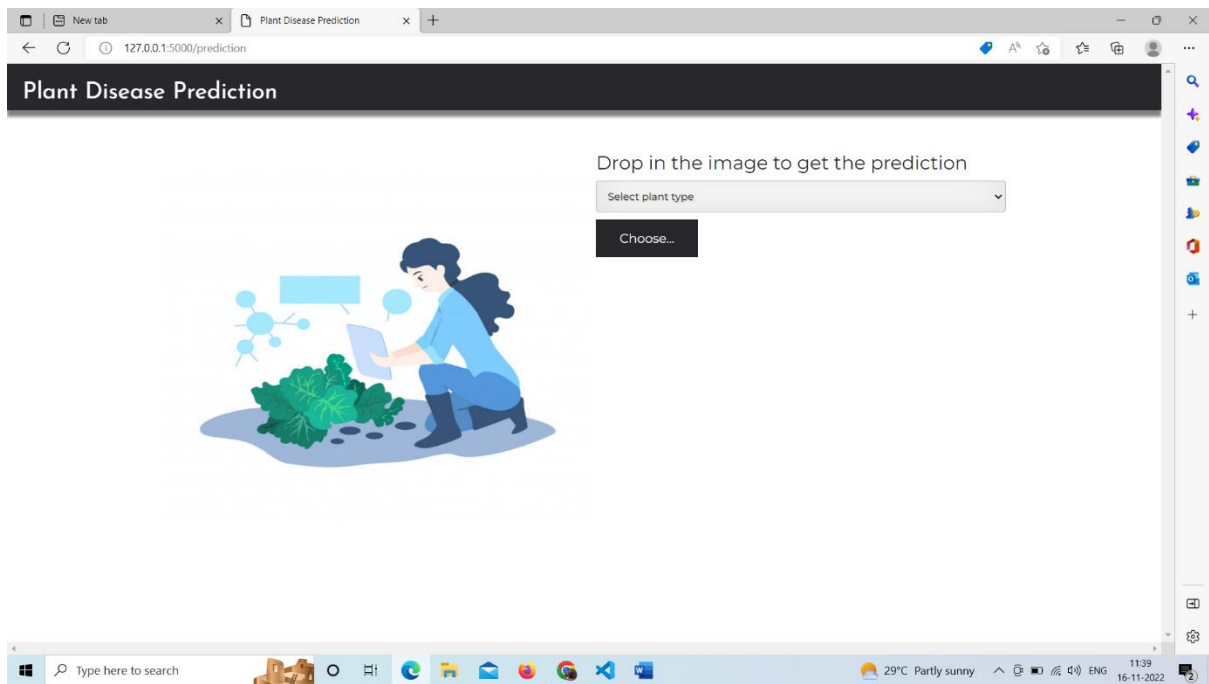 New tab
Plant Disease Prediction
127.0.0.1:5000/prediction
Plant Disease Prediction
Drop in the image to get the prediction
Select plant type
Choose...
Type here to search
29°C Partly sunny
ENG
11:39
16-11-2022
2